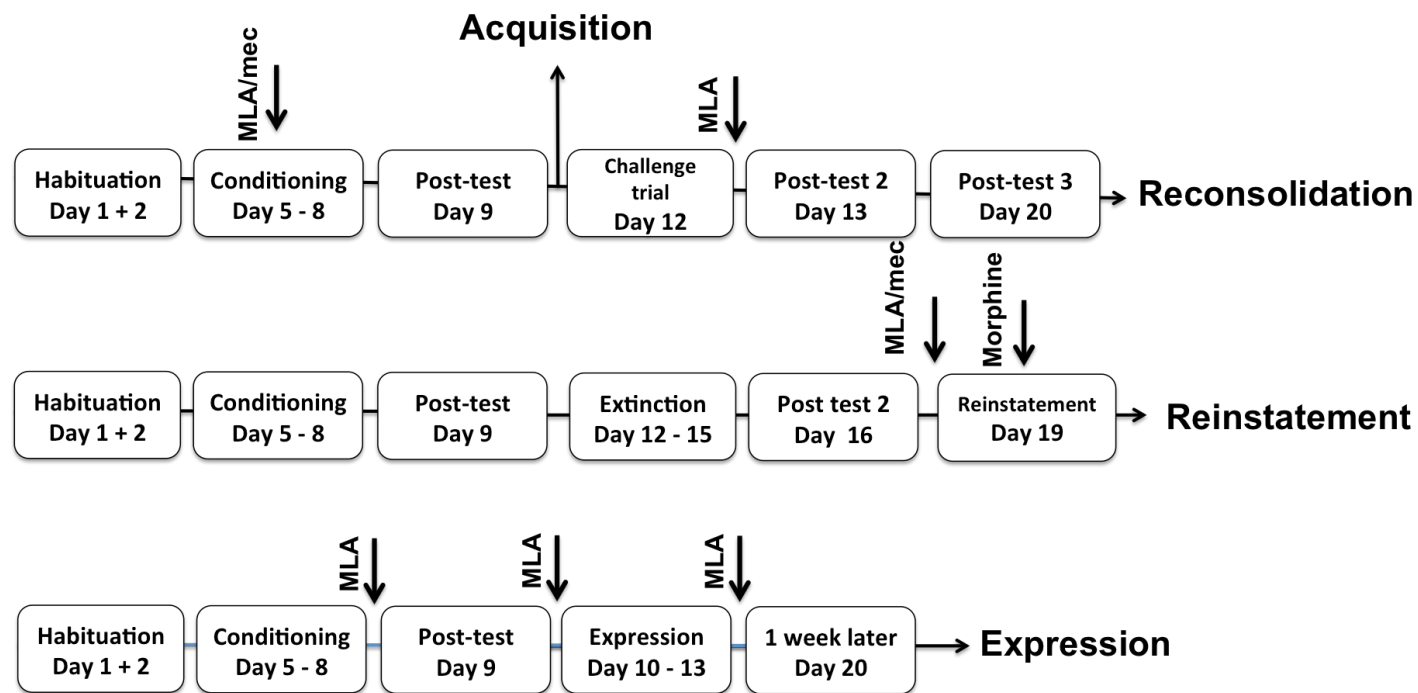 Acquisition
MLA/mec
MLA
Habituation
Day 1 + 2
Conditioning
Day 5 - 8
Post-test
Day 9
Challenge
trial
Day 12
Post-test 2
Day 13
Post-test 3
Day 20
Reconsolidation
MLA/mec
Morphine
Habituation
Day 1 + 2
Conditioning
Day 5 - 8
Post-test
Day 9
Extinction
Day 12 - 15
Post test 2
Day 16
Reinstatement
Day 19
Reinstatement
MLA
MLA
MLA
Habituation
Day 1 + 2
Conditioning
Day 5 - 8
Post-test
Day 9
Expression
Day 10 - 13
1 week later
Day 20
Expression